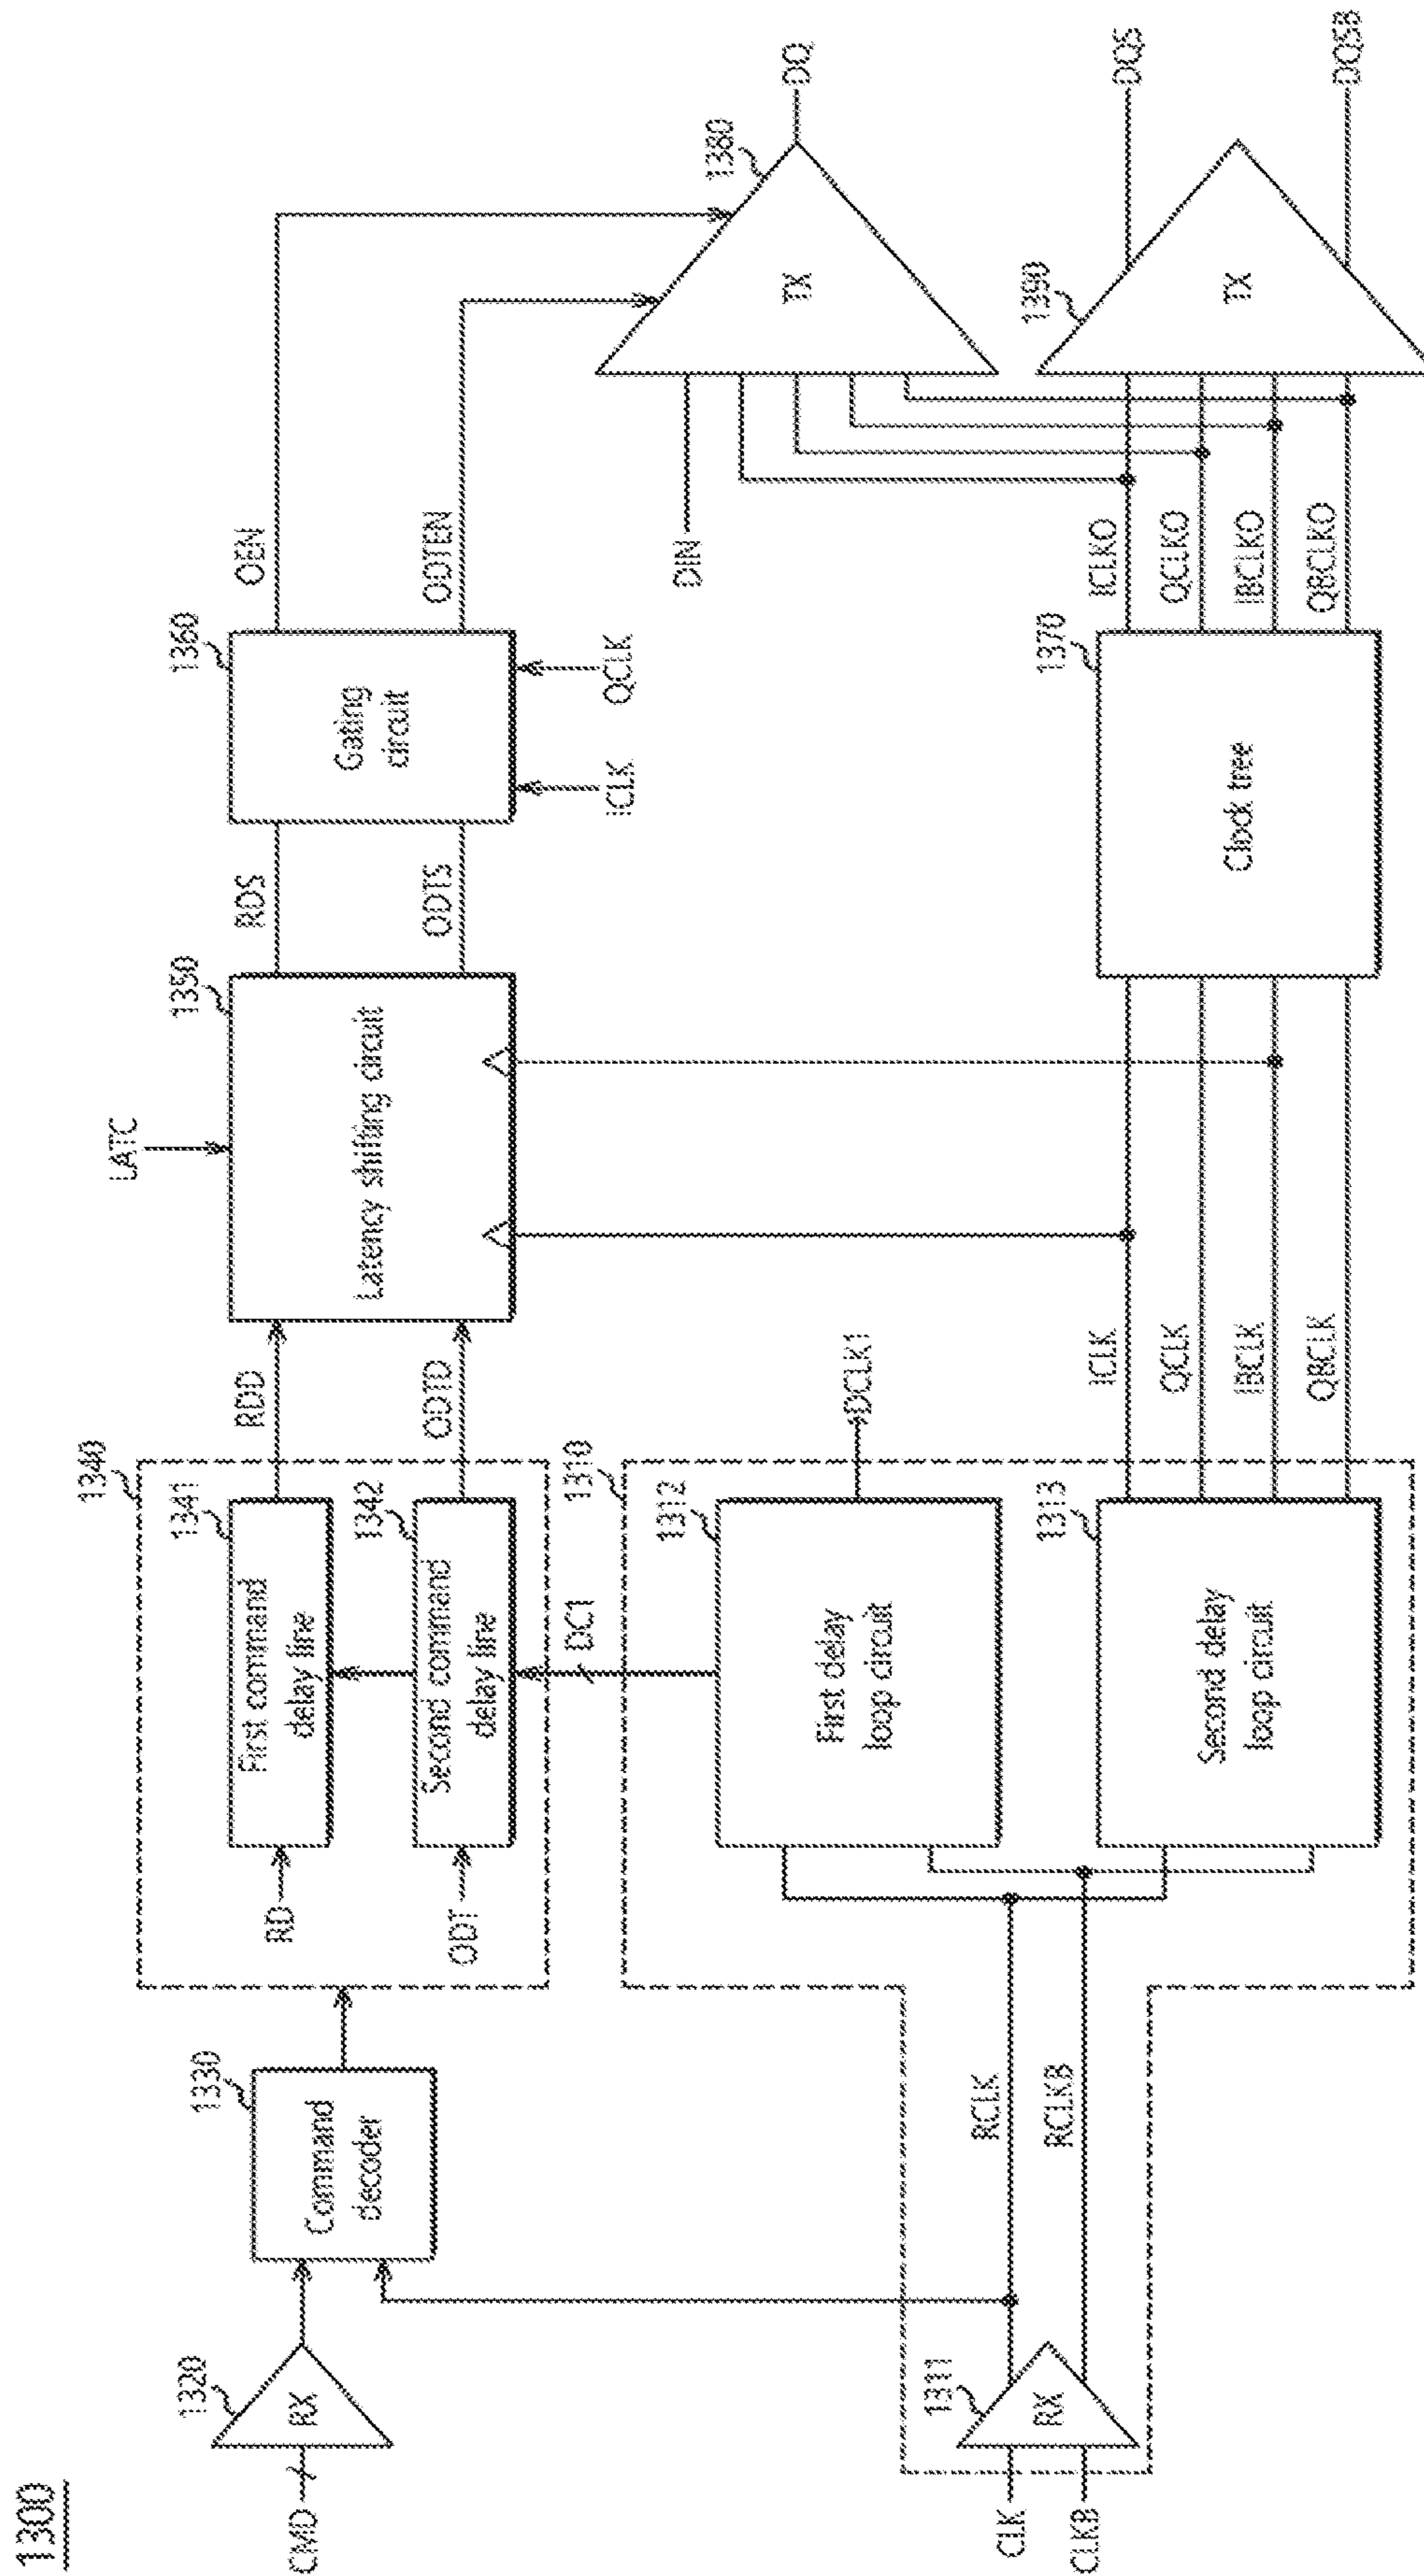 1300
CMD
1320
RX
1330
Command
decoder
1340
RD
1341
First command
delay line
RDD
ODT
1342
Second command
delay line
ODTD
DC1
LATC
1350
Latency shifting circuit
RDS
ODTS
1360
Gating
circuit
ICLK
QCLK
OEN
ODTEN
DIN
1380
TX
DQ
CLK
CLKB
1311
RX
RCLK
RCLKB
1310
1312
First delay
loop circuit
DCLK1
1313
Second delay
loop circuit
ICLK
QCLK
IBCLK
QBCLK
1370
Clock tree
ICLKO
QCLKO
IBCLKO
QBCLKO
1390
TX
DQS
DQSB